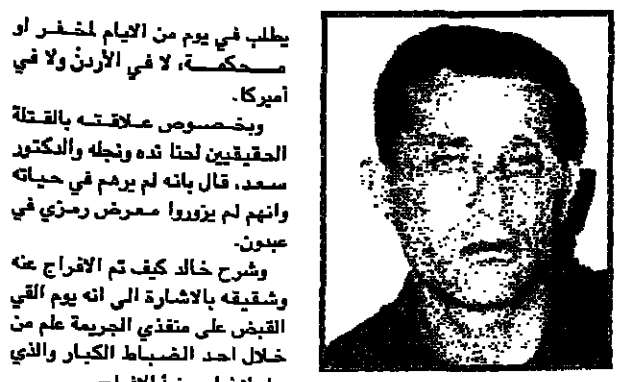 يطلب في يوم من الايام لمخفر او
محكمة، لا في الأردن ولا في
أميركا.
وبخصوص علاقته بالقتلة
الحقيقيين لحنا نده ونجله والدكتور
سعد، قال بانه لم يرهم في حياته
وانهم لم يزوروا معرض رمزي في
عبدون.
وشرح خالد كيف تم الافراج عنه
وشقيقه بالاشارة الى انه يوم القي
القبض على منفذي الجريمة علم من
خلال احد الضباط الكبار والذي